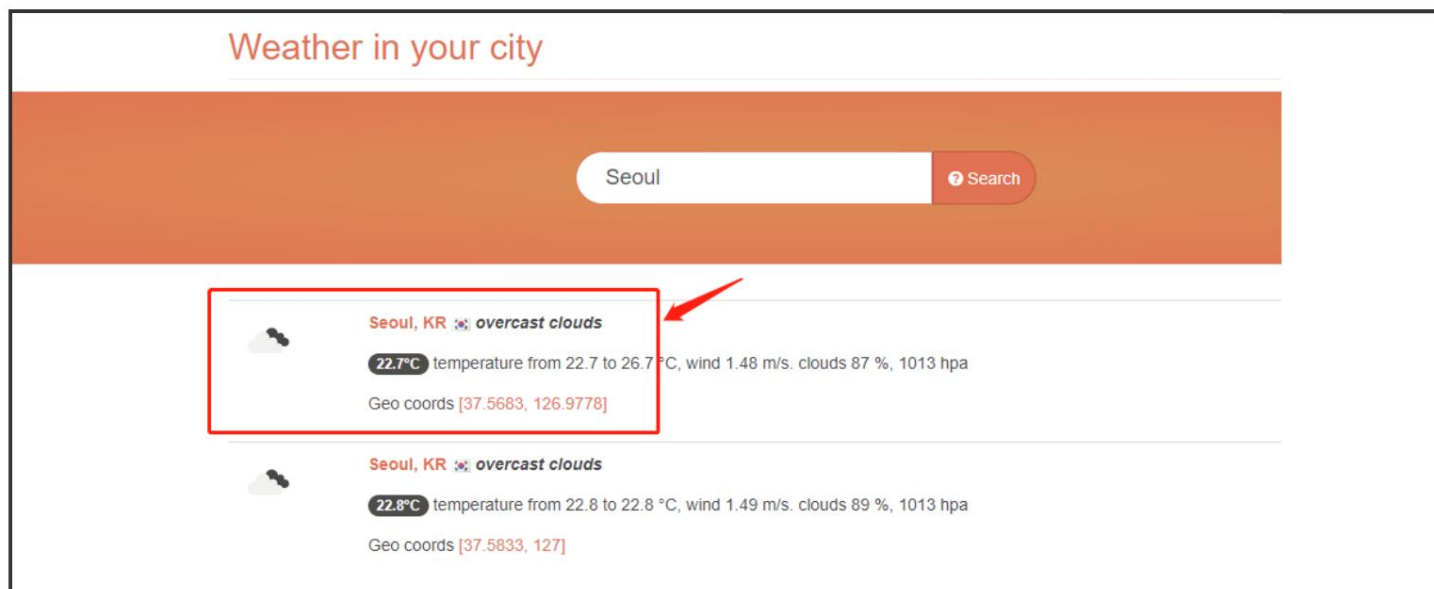 Weather in your city
Seoul
Search
Seoul, KR overcast clouds
22.7°C temperature from 22.7 to 26.7 °C, wind 1.48 m/s. clouds 87 %, 1013 hpa
Geo coords [37.5683, 126.9778]
Seoul, KR overcast clouds
22.8°C temperature from 22.8 to 22.8 °C, wind 1.49 m/s. clouds 89 %, 1013 hpa
Geo coords [37.5833, 127]